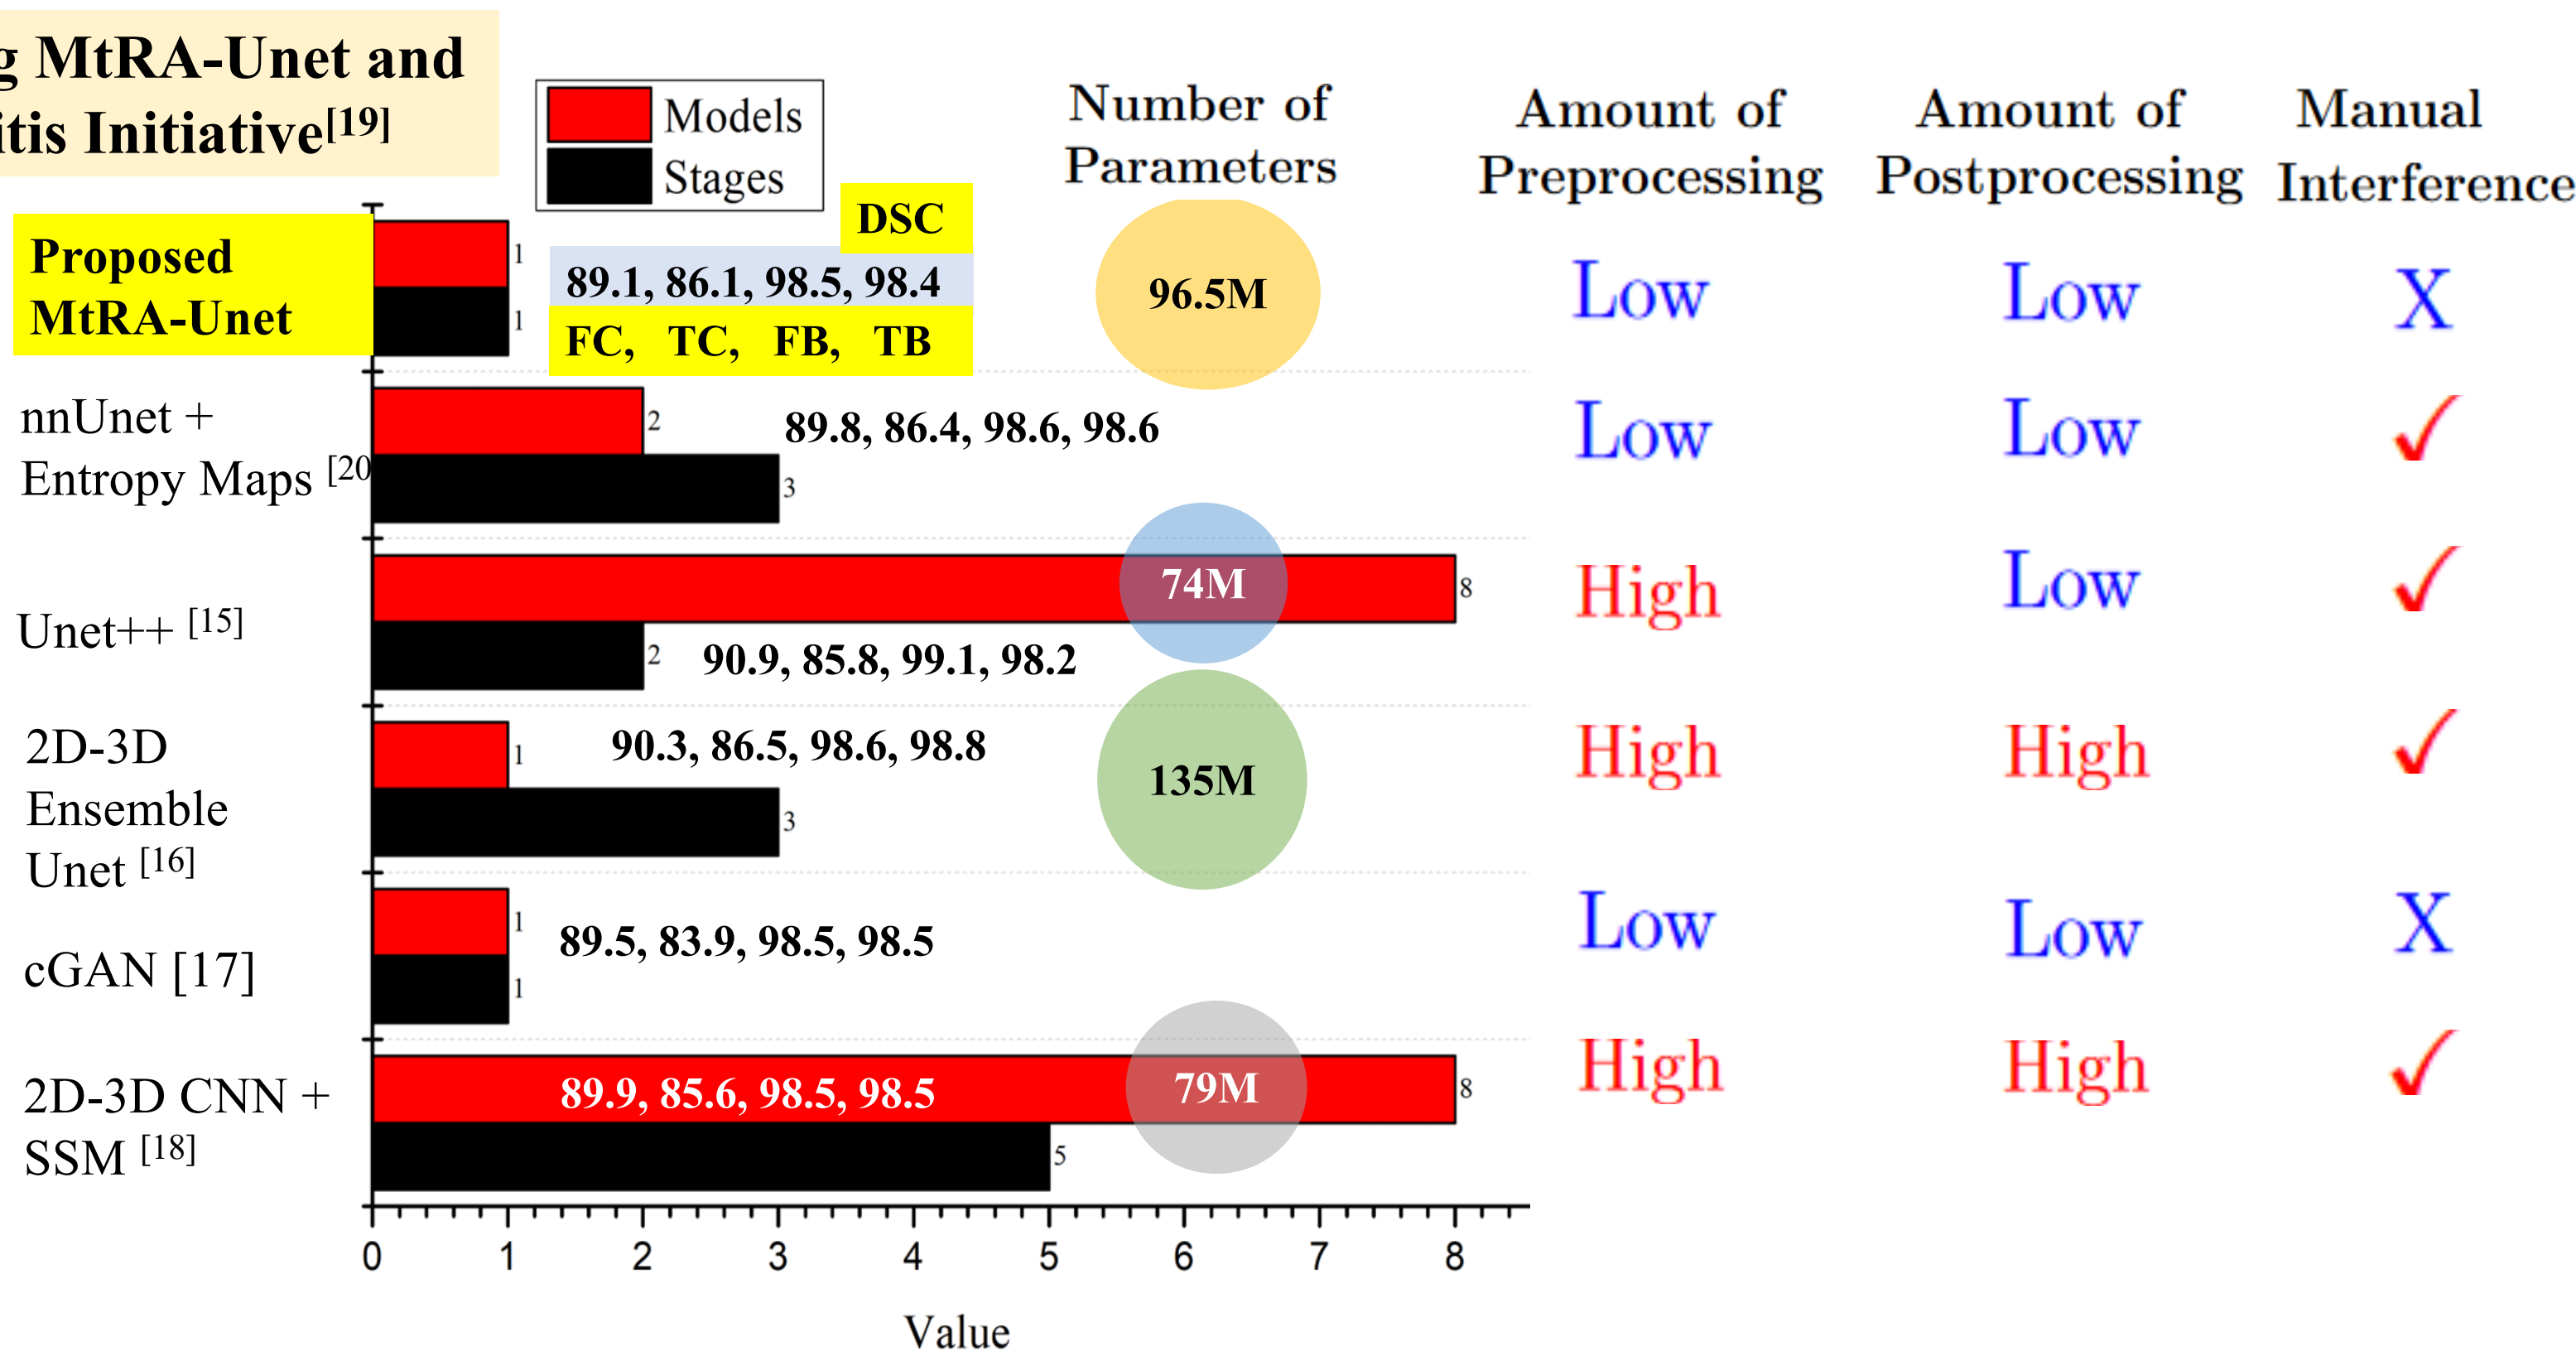 g MtRA-Unet and
itis Initiative[19]
Models
Stages
Number of
Parameters
Amount of
Preprocessing
Amount of
Postprocessing
Manual
Interference
Proposed
MtRA-Unet
1
1
DSC
89.1, 86.1, 98.5, 98.4
FC, TC, FB, TB
96.5M
Low
Low
X
nnUnet +
Entropy Maps [20
2
3
89.8, 86.4, 98.6, 98.6
Low
Low
✓
Unet++ [15]
8
2
74M
90.9, 85.8, 99.1, 98.2
High
Low
✓
2D-3D
Ensemble
Unet [16]
1
3
90.3, 86.5, 98.6, 98.8
135M
High
High
✓
cGAN [17]
1
1
89.5, 83.9, 98.5, 98.5
Low
Low
X
2D-3D CNN +
SSM [18]
8
5
89.9, 85.6, 98.5, 98.5
79M
High
High
✓
0 1 2 3 4 5 6 7 8
Value